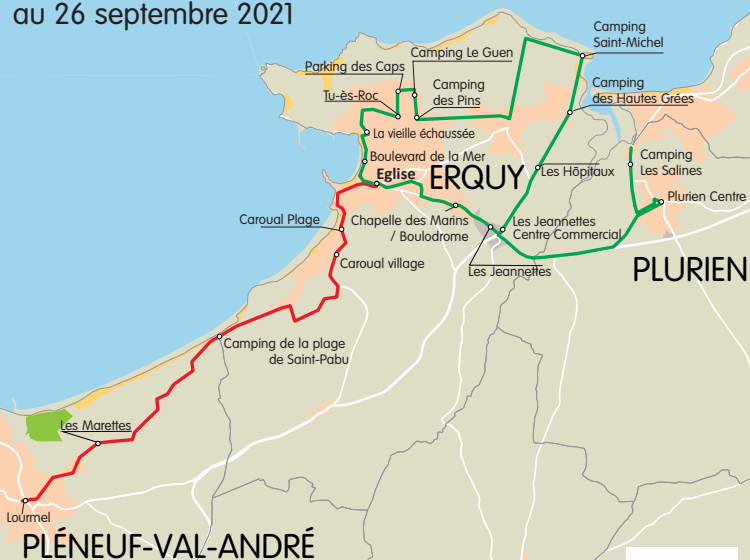 au 26 septembre 2021
Camping
Saint-Michel
Camping Le Guen
Parking des Caps
Camping
des Pins
Camping
des Hautes Grées
Tu-ès-Roc
La vieille échaussée
Boulevard de la Mer
Eglise
ERQUY
Les Hôpitaux
Camping
Les Salines
Plurien Centre
Caroual Plage
Chapelle des Marins
/ Boulodrome
Les Jeannettes
Centre Commercial
Caroual village
Les Jeannettes
PLURIEN
Camping de la plage
de Saint-Pabu
Les Marettes
Lourmel
PLÉNEUF-VAL-ANDRÉ